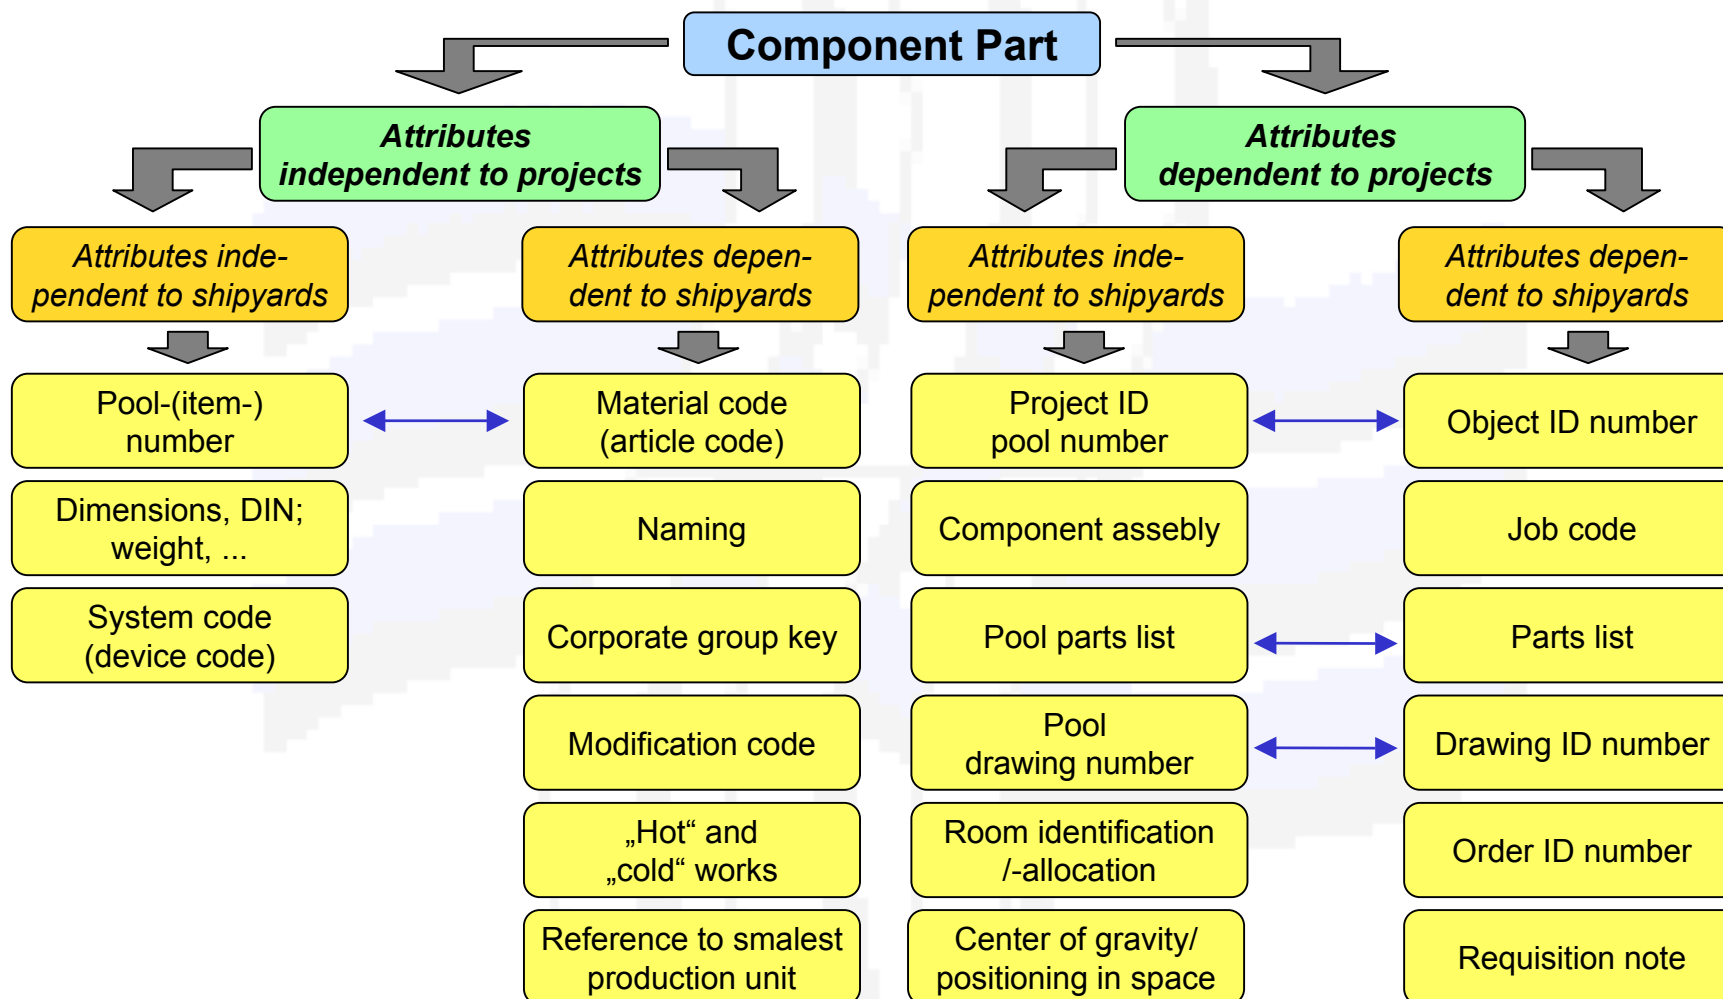 Component Part
Attributes
independent to projects
Attributes
dependent to projects
Attributes inde-
pendent to shipyards
Attributes depen-
dent to shipyards
Attributes inde-
pendent to shipyards
Attributes depen-
dent to shipyards
Pool-(item-)
number
Dimensions, DIN;
weight, ...
System code
(device code)
Material code
(article code)
Naming
Corporate group key
Modification code
„Hot“ and
„cold“ works
Reference to smalest
production unit
Project ID
pool number
Component assebly
Pool parts list
Pool
drawing number
Room identification
/-allocation
Center of gravity/
positioning in space
Object ID number
Job code
Parts list
Drawing ID number
Order ID number
Requisition note